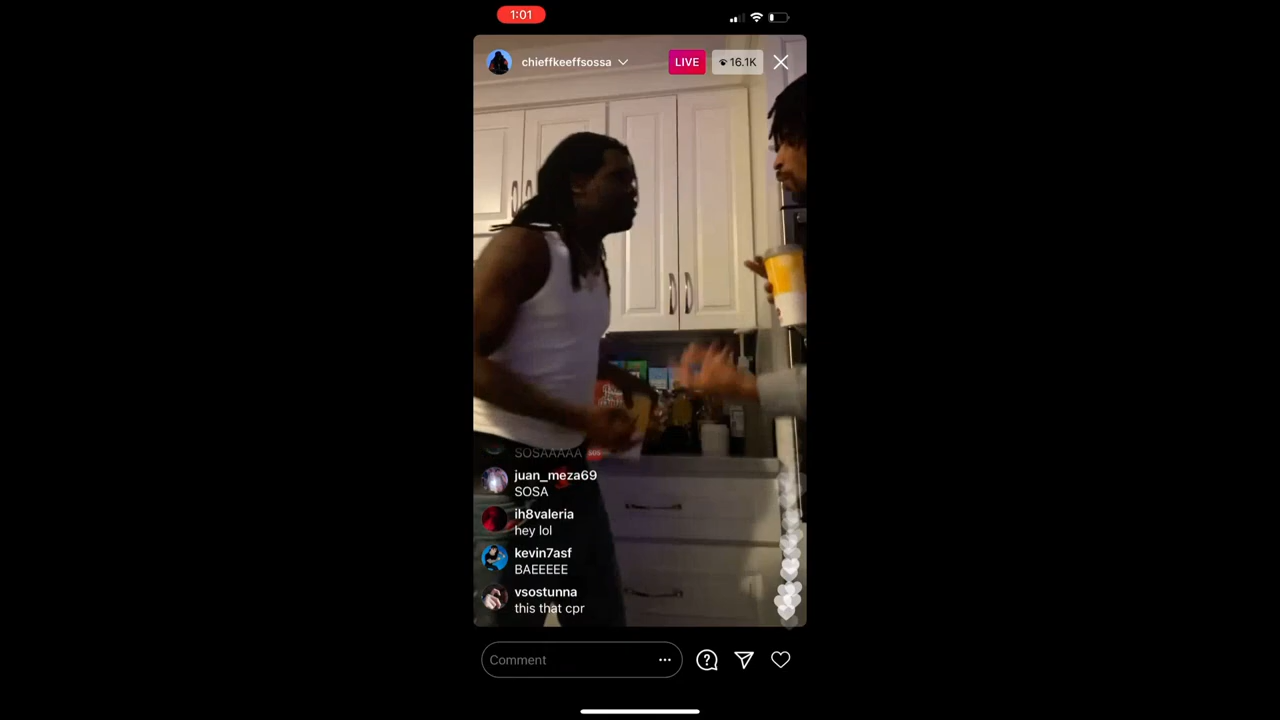 1:01
chieffkeeffsossa
LIVE
16.1K
SOSAAAAA
juan_meza69
SOSA
ih8valeria
hey lol
kevin7asf
BAEEEEE
vsostunna
this that cpr
Comment